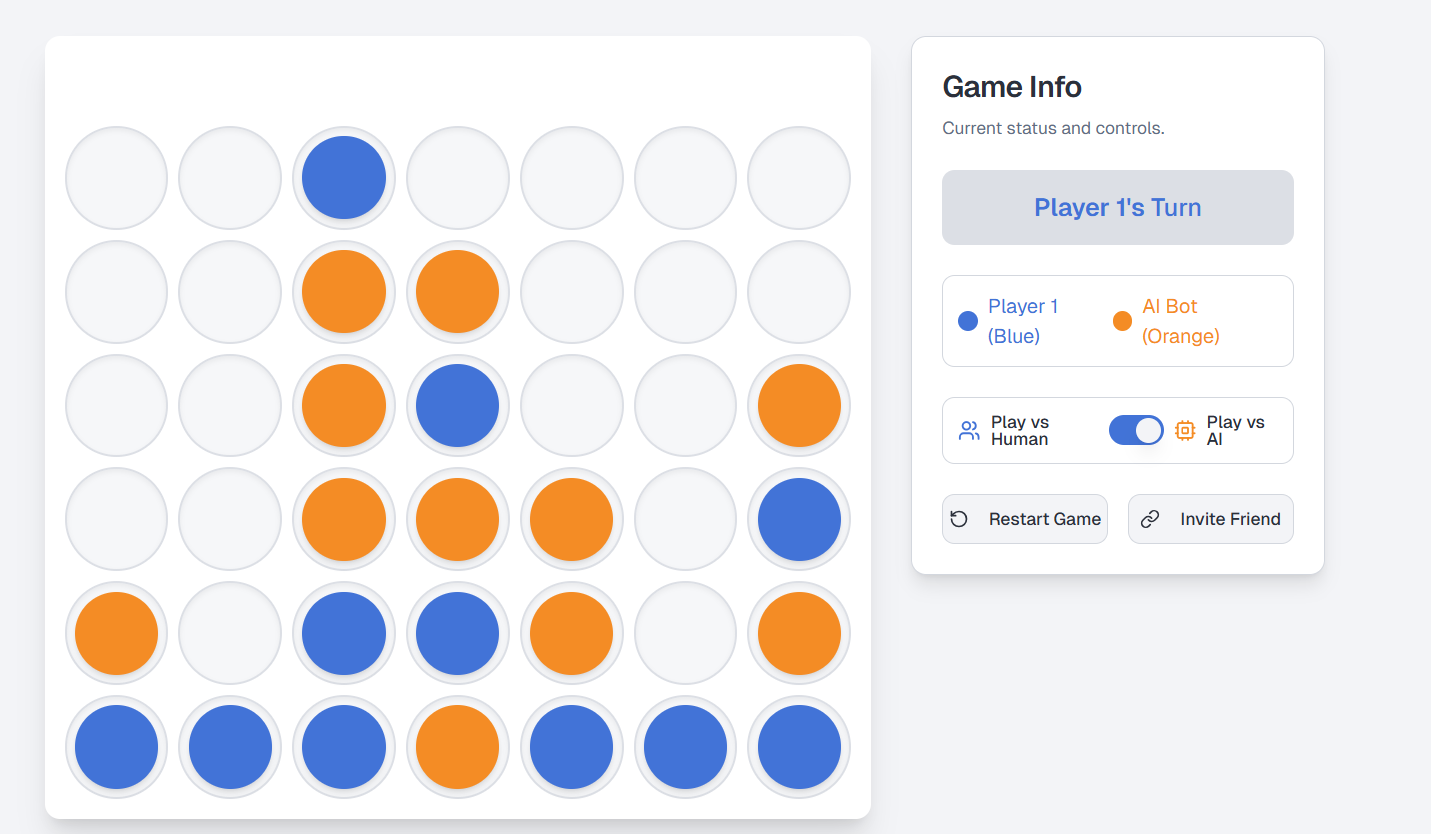 Game Info
Current status and controls.
Player 1's Turn
Player 1
(Blue)
AI Bot
(Orange)
Play vs
Human
Play vs
AI
Restart Game
Invite Friend